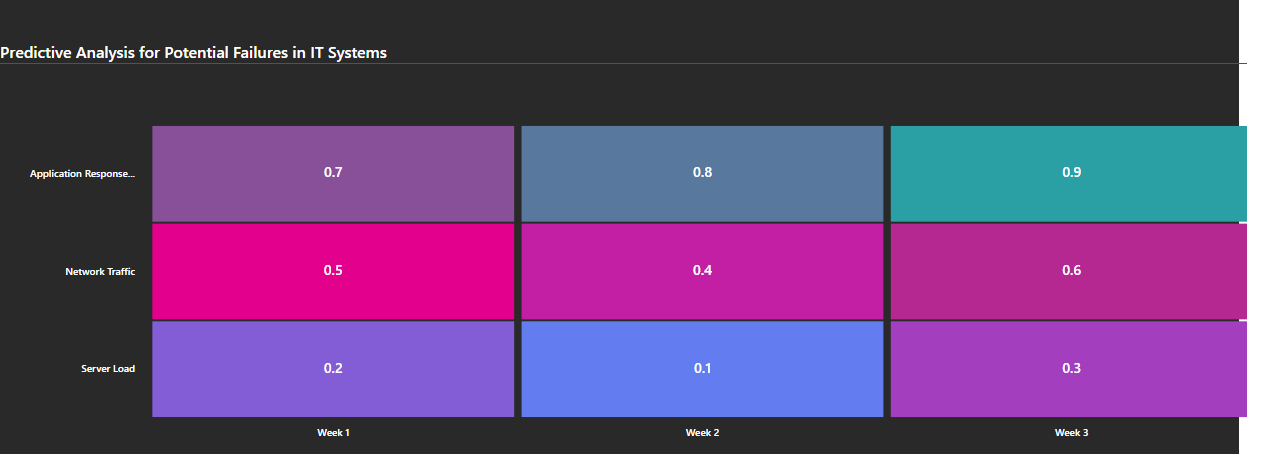 Predictive Analysis for Potential Failures in IT Systems
Application Response...
0.7
0.8
0.9
Network Traffic
0.5
0.4
0.6
Server Load
0.2
0.1
0.3
Week 1
Week 2
Week 3